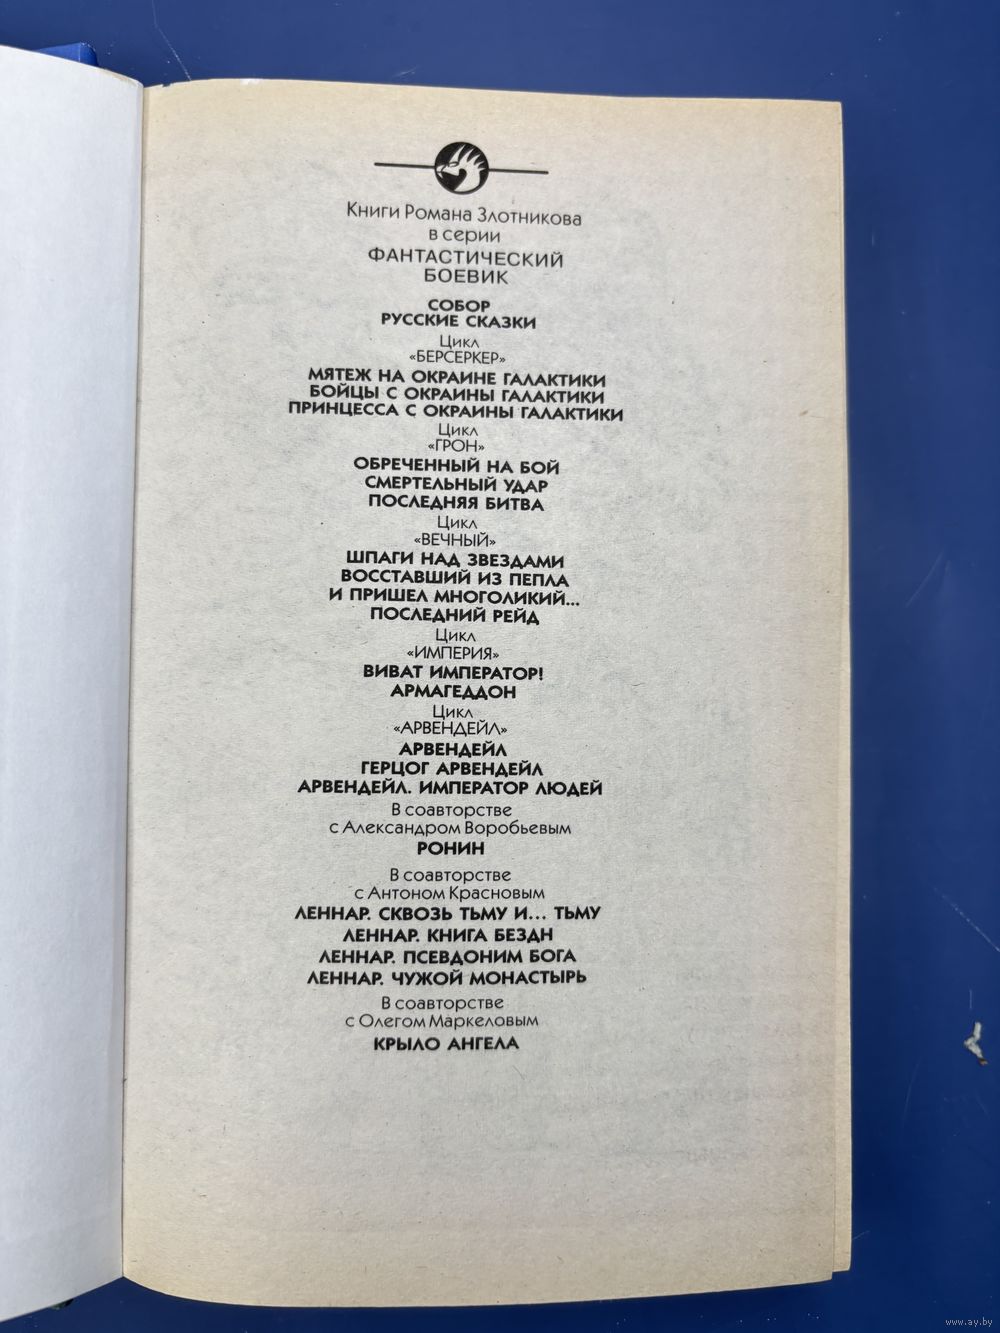 Книги Романа Злотникова
в серии
ФАНТАСТИЧЕСКИЙ
БОЕВИК
СОБОР
РУССКИЕ СКАЗКИ
Цикл
«БЕРСЕРКЕР»
МЯТЕЖ НА ОКРАИНЕ ГАЛАКТИКИ
БОЙЦЫ С ОКРАИНЫ ГАЛАКТИКИ
ПРИНЦЕССА С ОКРАИНЫ ГАЛАКТИКИ
Цикл
«ГРОН»
ОБРЕЧЕННЫЙ НА БОЙ
СМЕРТЕЛЬНЫЙ УДАР
ПОСЛЕДНЯЯ БИТВА
Цикл
«ВЕЧНЫЙ»
ШПАГИ НАД ЗВЕЗДАМИ
ВОССТАВШИЙ ИЗ ПЕПЛА
И ПРИШЕЛ МНОГОЛИКИЙ...
ПОСЛЕДНИЙ РЕЙД
Цикл
«ИМПЕРИЯ»
ВИВАТ ИМПЕРАТОР!
АРМАГЕДДОН
Цикл
«АРВЕНДЕЙЛ»
АРВЕНДЕЙЛ
ГЕРЦОГ АРВЕНДЕЙЛ
АРВЕНДЕЙЛ. ИМПЕРАТОР ЛЮДЕЙ
В соавторстве
с Александром Воробьевым
РОНИН
В соавторстве
с Антоном Красновым
ЛЕННАР. СКВОЗЬ ТЬМУ И... ТЬМУ
ЛЕННАР. КНИГА БЕЗДН
ЛЕННАР. ПСЕВДОНИМ БОГА
ЛЕННАР. ЧУЖОЙ МОНАСТЫРЬ
В соавторстве
с Олегом Маркеловым
КРЫЛО АНГЕЛА
www.ay.by